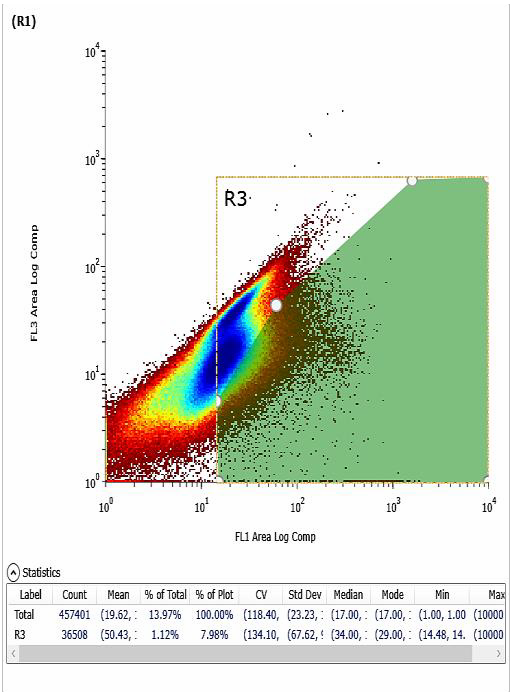 (R1)
10^4
10^3
10^2
10^1
10^0
FL3 Area Log Comp
R3
10^0 10^1 10^2 10^3 10^4
FL1 Area Log Comp
Statistics
Label Count Mean % of Total % of Plot CV Std Dev Median Mode Min Max
Total 457401 (19.62, : 13.97% 100.00% (118.40, (23.23, : (17.00, : (17.00, : (1.00, 1.00 (10000
R3 36508 (50.43, : 1.12% 7.98% (134.10, (67.62, (34.00, : (29.00, : (14.48, 14. (10000